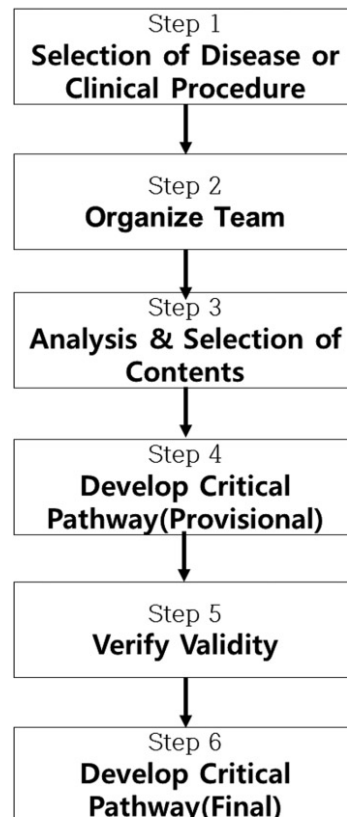 Step 1
Selection of Disease or
Clinical Procedure
Step 2
Organize Team
Step 3
Analysis & Selection of
Contents
Step 4
Develop Critical
Pathway(Provisional)
Step 5
Verify Validity
Step 6
Develop Critical
Pathway(Final)